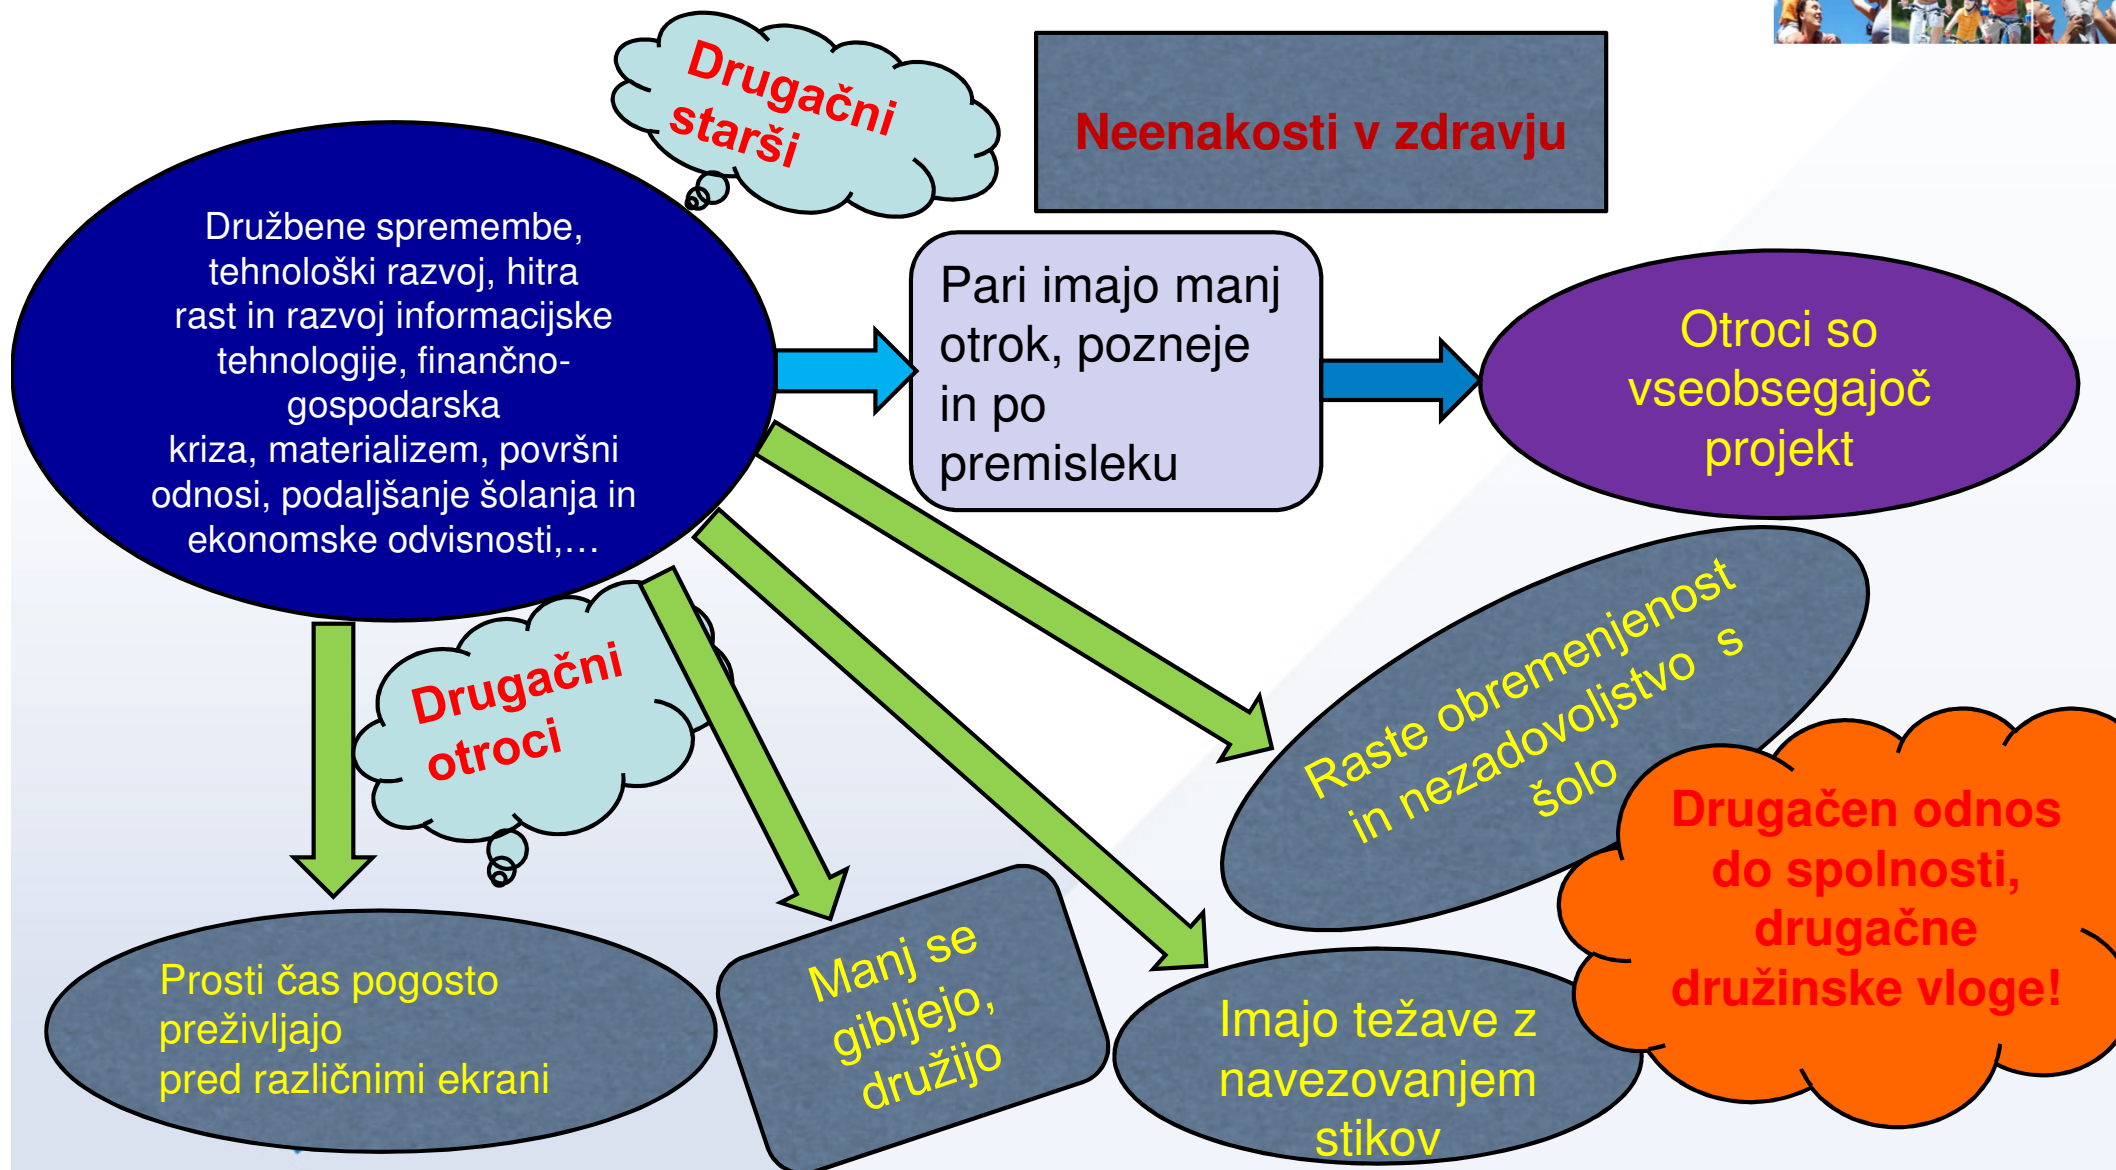 Drugačni
starši
Neenakosti v zdravju
Družbene spremembe,
tehnološki razvoj, hitra
rast in razvoj informacijske
tehnologije, finančno-
gospodarska
kriza, materializem, površni
odnosi, podaljšanje šolanja in
ekonomske odvisnosti,…
Pari imajo manj
otrok, pozneje
in po
premisleku
Otroci so
vseobsegajoč
projekt
Drugačni
otroci
Raste obremenjenost
in nezadovoljstvo s
šolo
Drugačen odnos
do spolnosti,
drugačne
družinske vloge!
Prosti čas pogosto
preživljajo
pred različnimi ekrani
Manj se
gibljejo,
družijo
Imajo težave z
navezovanjem
stikov